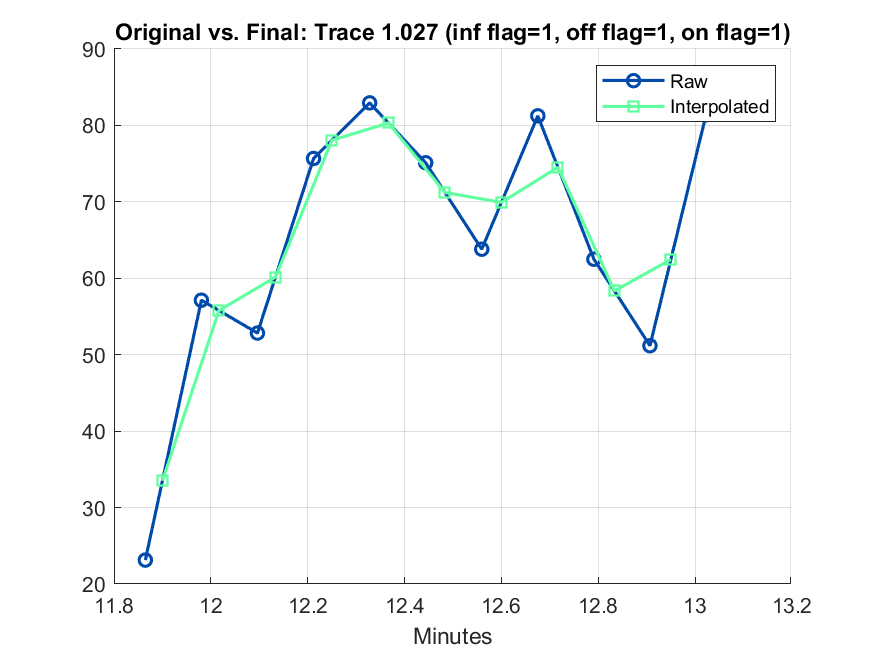 Original vs. Final: Trace 1.027 (inf flag=1, off flag=1, on flag=1)
Raw
Interpolated
90
80
70
60
50
40
30
20
11.8 12 12.2 12.4 12.6 12.8 13 13.2
Minutes